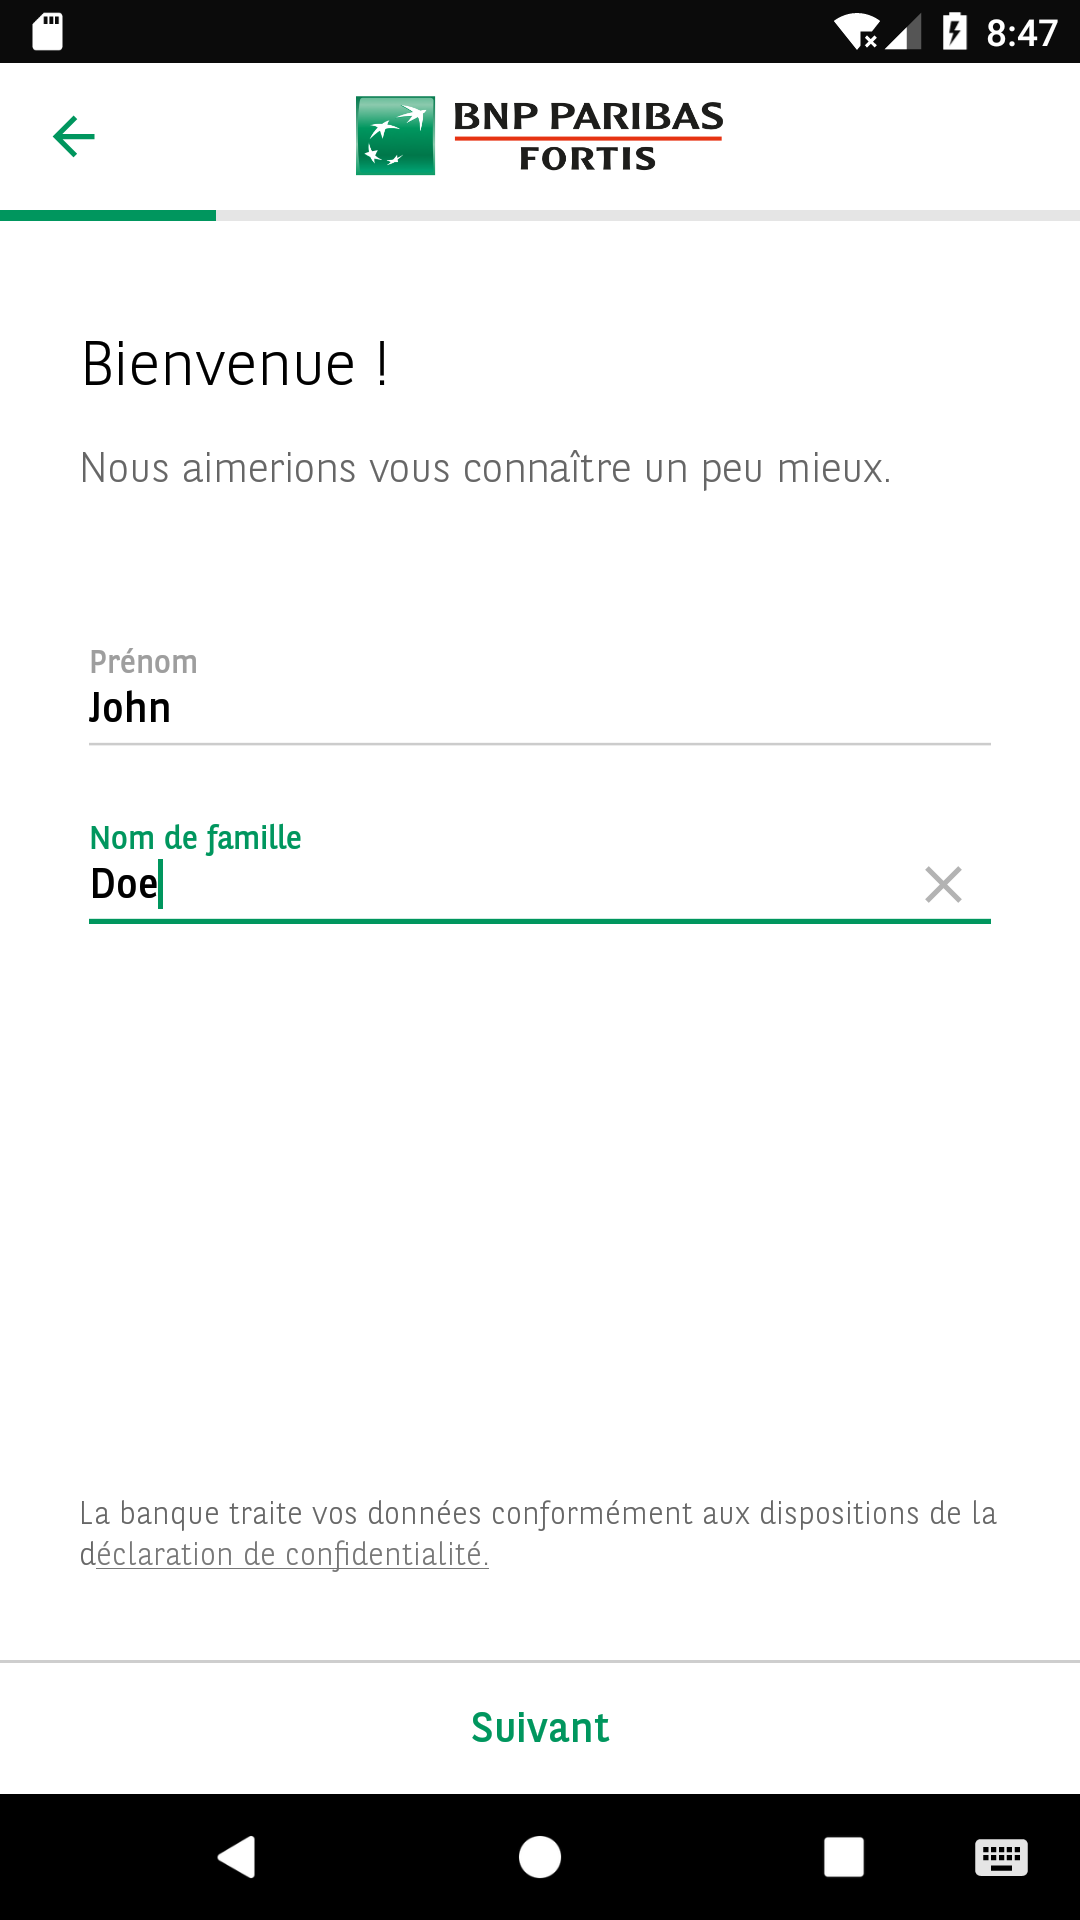 8:47
BNP PARIBAS
FORTIS
Bienvenue !
Nous aimerions vous connaître un peu mieux.
Prénom
John
Nom de famille
Doe
La banque traite vos données conformément aux dispositions de la
déclaration de confidentialité.
Suivant